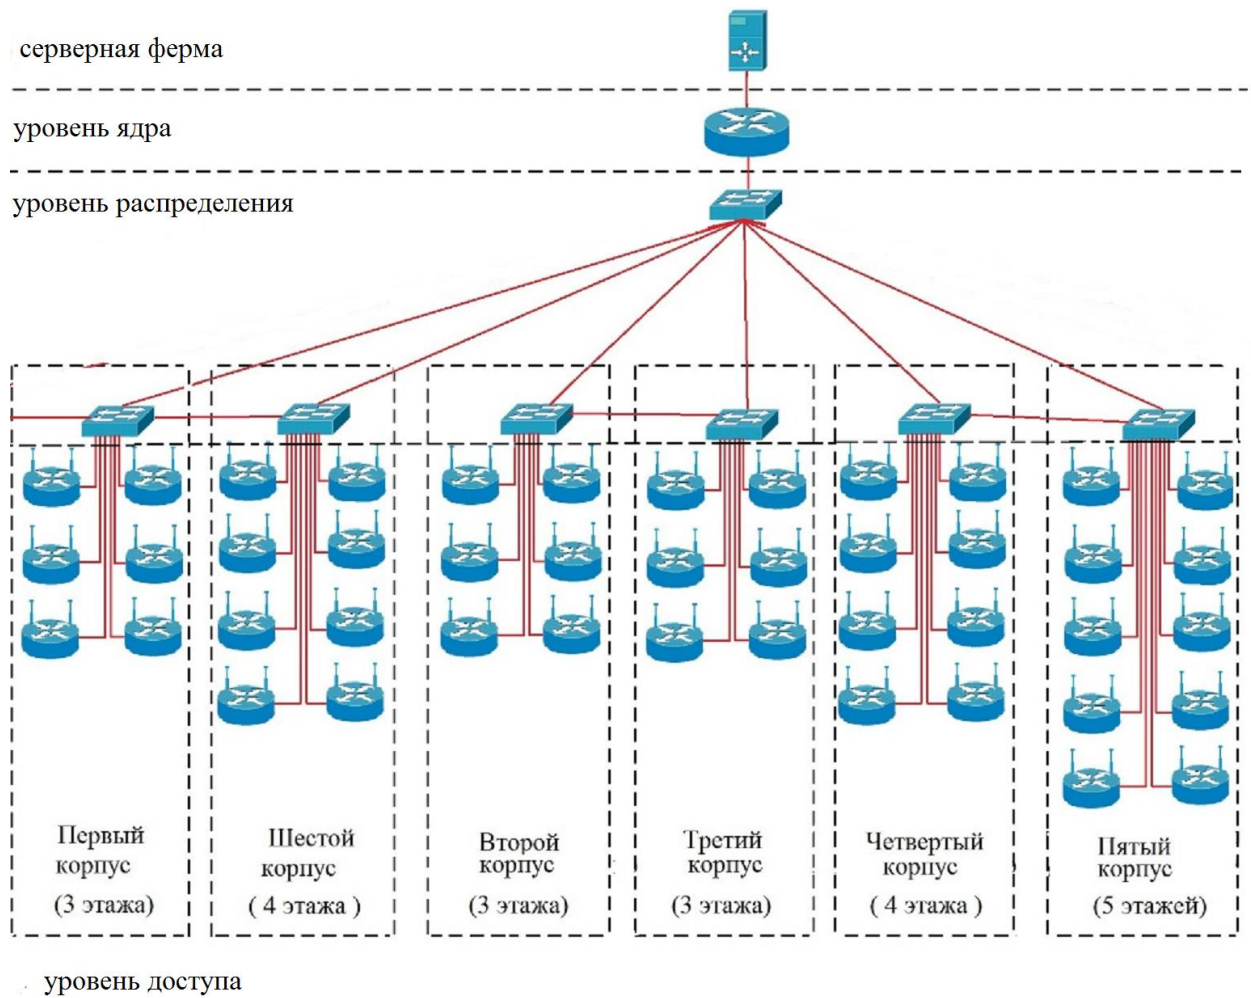 серверная ферма
уровень ядра
уровень распределения
Первый
корпус
(3 этажа)
Шестой
корпус
( 4 этажа )
Второй
корпус
(3 этажа)
Третий
корпус
(3 этажа)
Четвертый
корпус
( 4 этажа )
Пятый
корпус
(5 этажей)
уровень доступа